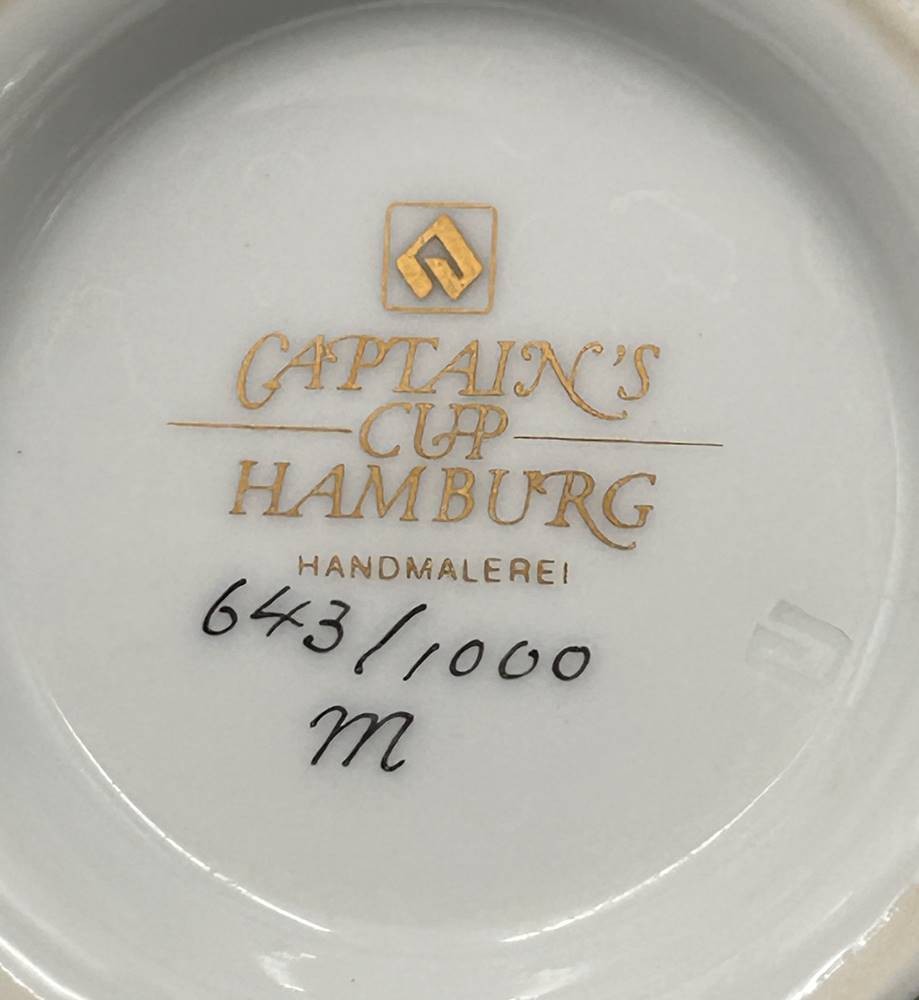 CAPTAIN'S
CUP
HAMBURG
HANDMALEREI
643/1000
m